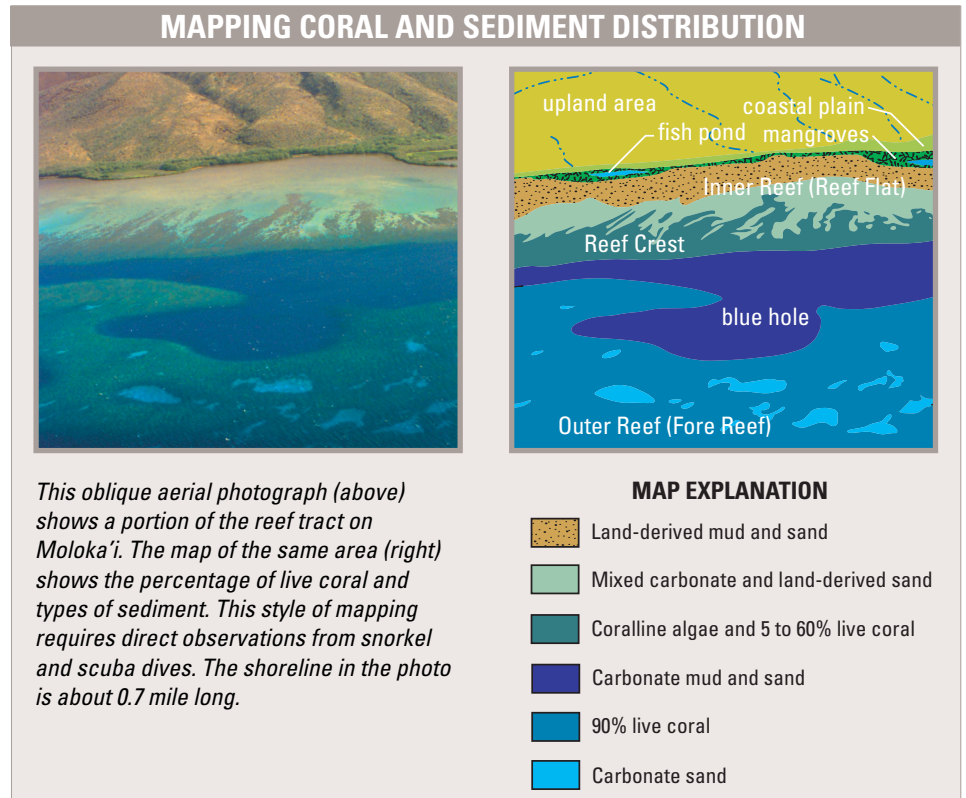 MAPPING CORAL AND SEDIMENT DISTRIBUTION
upland area
coastal plain
fish pond
mangroves
Inner Reef (Reef Flat)
Reef Crest
blue hole
Outer Reef (Fore Reef)
This oblique aerial photograph (above)
shows a portion of the reef tract on
Moloka‘i. The map of the same area (right)
shows the percentage of live coral and
types of sediment. This style of mapping
requires direct observations from snorkel
and scuba dives. The shoreline in the photo
is about 0.7 mile long.
MAP EXPLANATION
Land-derived mud and sand
Mixed carbonate and land-derived sand
Coralline algae and 5 to 60% live coral
Carbonate mud and sand
90% live coral
Carbonate sand